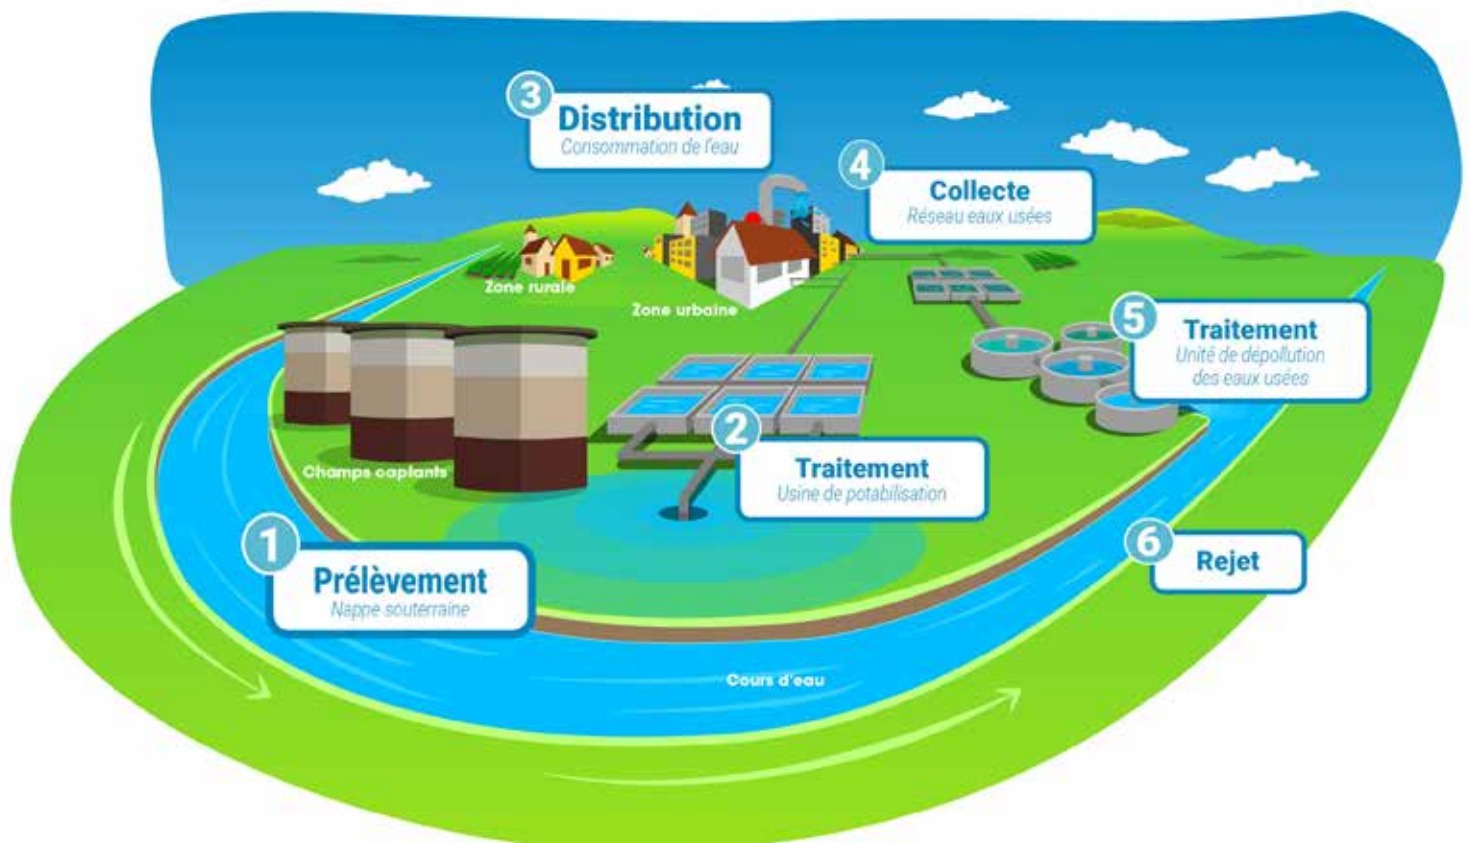 3
Distribution
Consommation de l'eau
4
Collecte
Réseau eaux usées
Zone rurale
Zone urbaine
5
Traitement
Unité de dépollution
des eaux usées
2
Traitement
Usine de potabilisation
Champs captants
1
Prélèvement
Nappe souterraine
6
Rejet
Cours d'eau